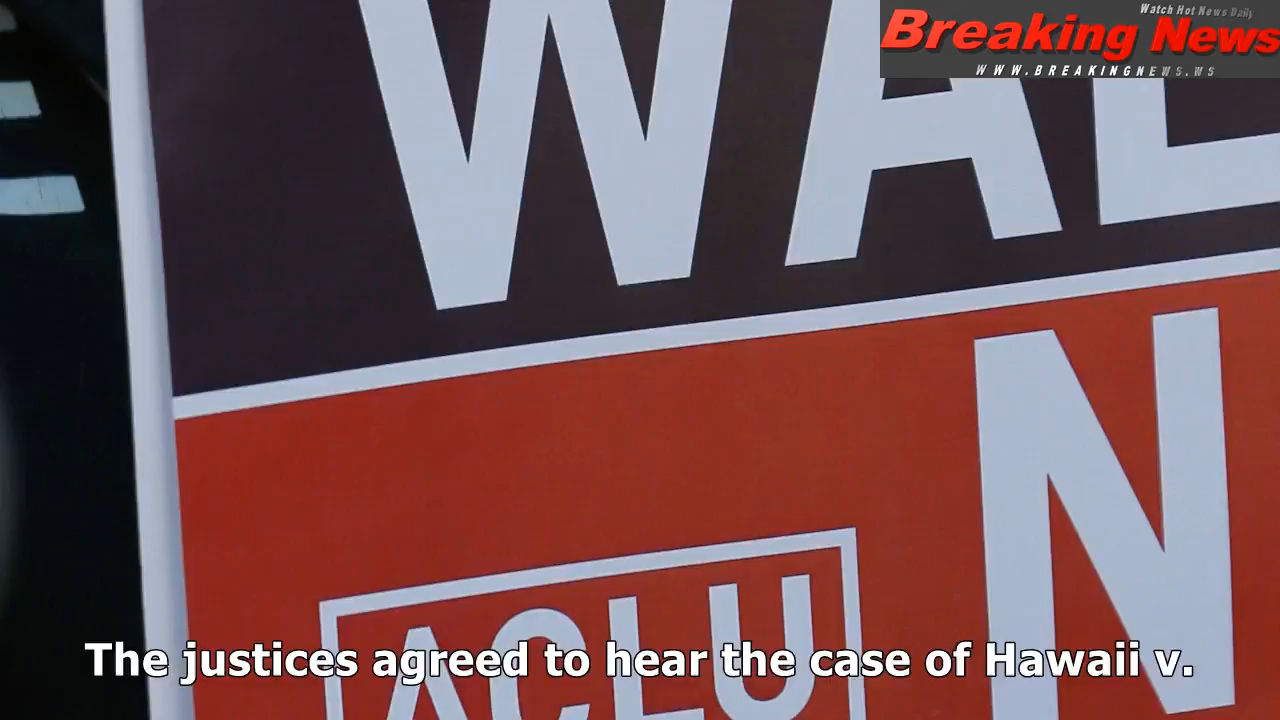 Watch Hot News Daily
Breaking News
WWW.BREAKINGNEWS.WS
ACLU
The justices agreed to hear the case of Hawaii v.